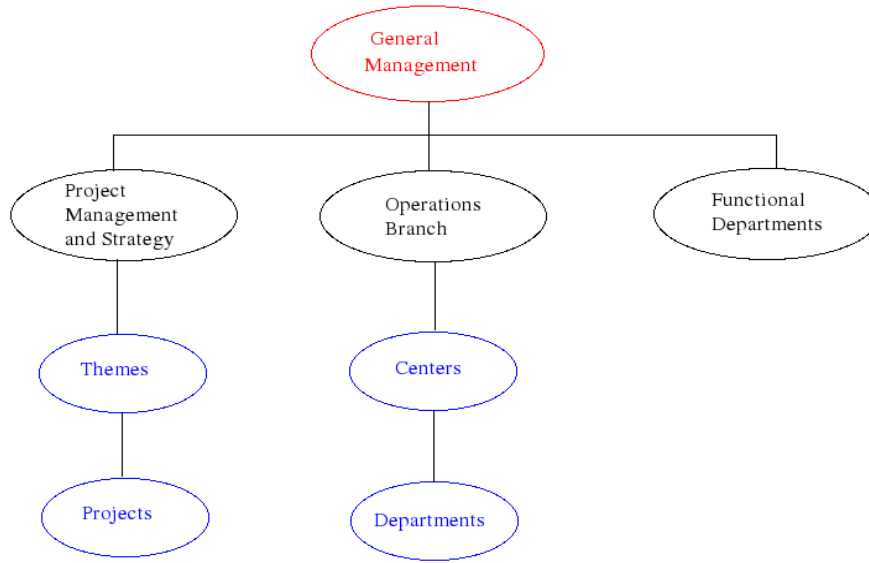 General
Management
Project
Management
and Strategy
Operations
Branch
Functional
Departments
Themes
Centers
Projects
Departments